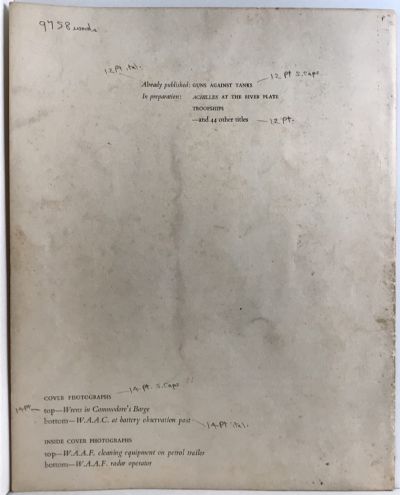 9758 words
12 pt ital.
Already published: GUNS AGAINST TANKS
12 pt s. caps
In preparation: ACHILLES AT THE RIVER PLATE
TROOPSHIPS
—and 44 other titles
12 pt.
COVER PHOTOGRAPHS
14 pt. s. caps
14 pt.
top—Wrens in Commodore's Barge
bottom—W.A.A.C. at battery observation post
14 pt ital.
INSIDE COVER PHOTOGRAPHS
top—W.A.A.F. cleaning equipment on petrol trailer
bottom—W.A.A.F. radar operator